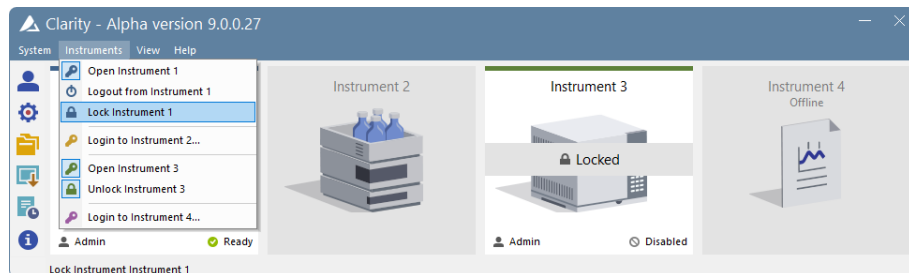 Clarity - Alpha version 9.0.0.27
System Instruments View Help
Open Instrument 1
Logout from Instrument 1
Lock Instrument 1
Login to Instrument 2...
Open Instrument 3
Unlock Instrument 3
Login to Instrument 4...
Admin Ready
Instrument 2
Instrument 3
Locked
Admin Disabled
Instrument 4
Offline
Lock Instrument Instrument 1